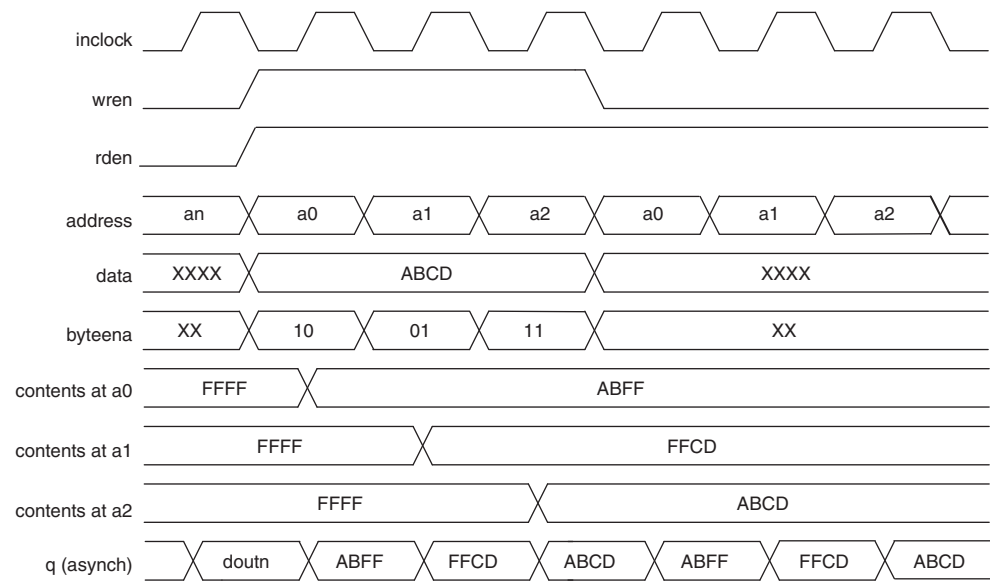 inclock
wren
rden
address an a0 a1 a2 a0 a1 a2
data XXXX ABCD XXXX
byteena XX 10 01 11 XX
contents at a0 FFFF ABFF
contents at a1 FFFF FFCD
contents at a2 FFFF ABCD
q (asynch) doutn ABFF FFCD ABCD ABFF FFCD ABCD